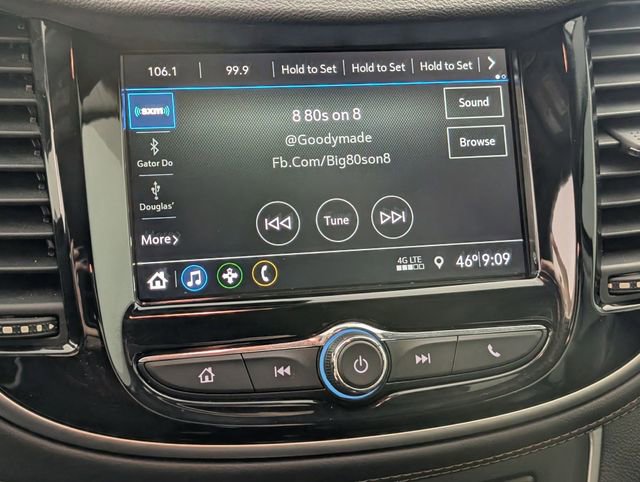 106.1 99.9 Hold to Set Hold to Set Hold to Set
((sxm))
8 80s on 8
Sound
@Goodymade
Gator Do
Fb.Com/Big80son8
Browse
Douglas'
Tune
More
4G LTE
46° 9:09